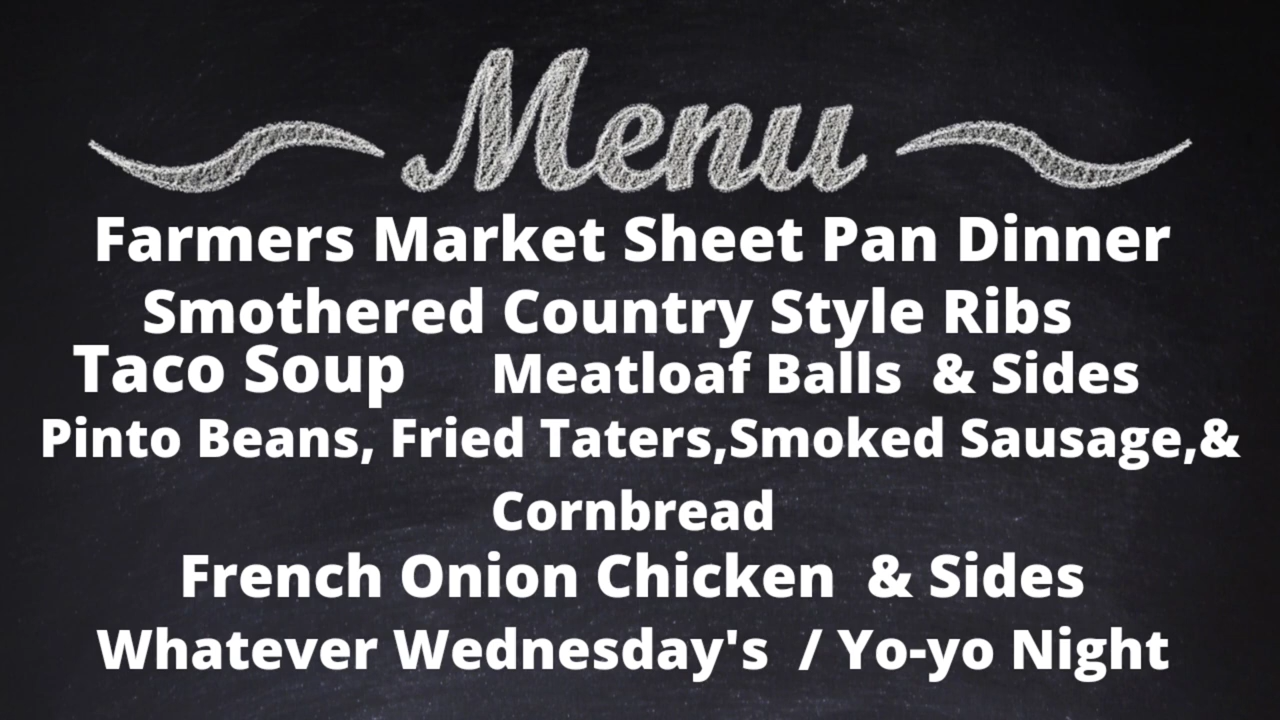 Menu
Farmers Market Sheet Pan Dinner
Smothered Country Style Ribs
Taco Soup Meatloaf Balls & Sides
Pinto Beans, Fried Taters,Smoked Sausage,&
Cornbread
French Onion Chicken & Sides
Whatever Wednesday's / Yo-yo Night